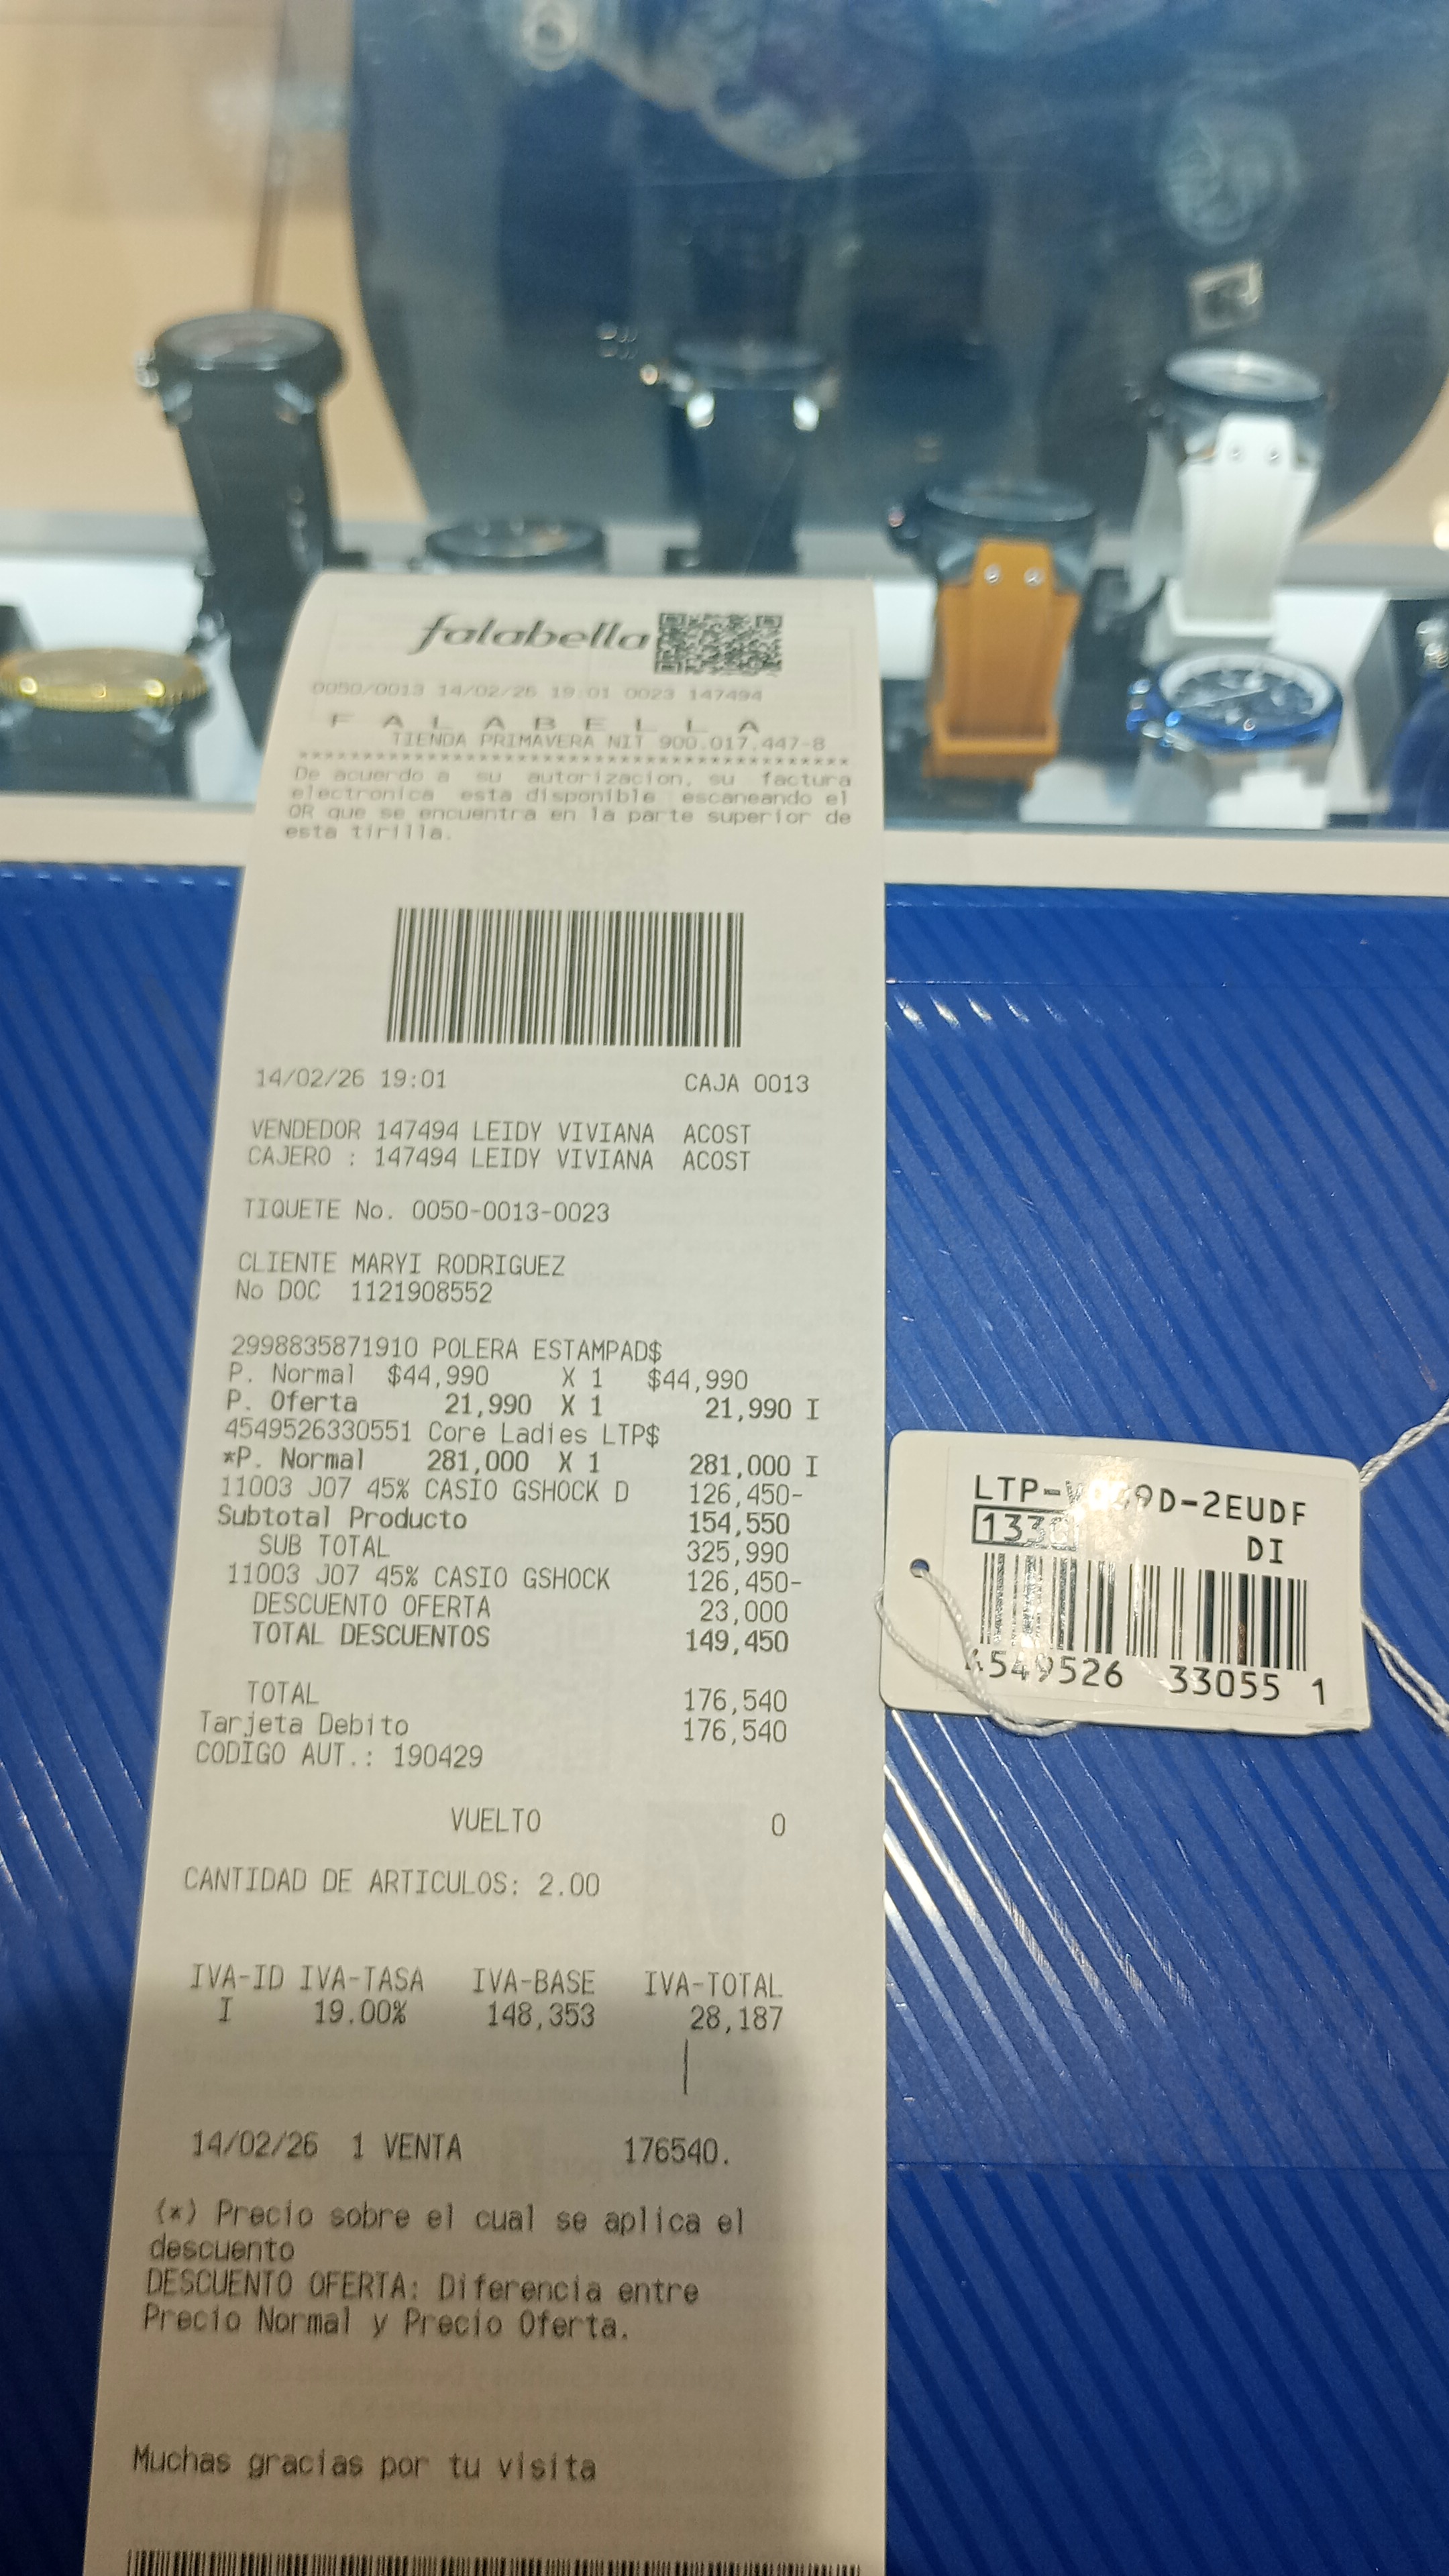 falabella
0050/0013 14/02/26 19:01 0023 147494
F A L A B E L L A
TIENDA PRIMAVERA NIT 900.017.447-8
******************************************
De acuerdo a su autorizacion, su factura
electronica esta disponible escaneando el
QR que se encuentra en la parte superior de
esta tirilla.
14/02/26 19:01 CAJA 0013
VENDEDOR 147494 LEIDY VIVIANA ACOST
CAJERO : 147494 LEIDY VIVIANA ACOST
TIQUETE No. 0050-0013-0023
CLIENTE MARYI RODRIGUEZ
No DOC 1121908552
2998835871910 POLERA ESTAMPAD$
P. Normal $44,990 X 1 $44,990
P. Oferta 21,990 X 1 21,990 I
4549526330551 Core Ladies LTP$
*P. Normal 281,000 X 1 281,000 I
11003 J07 45% CASIO GSHOCK D 126,450-
Subtotal Producto 154,550
SUB TOTAL 325,990
11003 J07 45% CASIO GSHOCK 126,450-
DESCUENTO OFERTA 23,000
TOTAL DESCUENTOS 149,450
TOTAL 176,540
Tarjeta Debito 176,540
CODIGO AUT.: 190429
VUELTO 0
CANTIDAD DE ARTICULOS: 2.00
IVA-ID IVA-TASA IVA-BASE IVA-TOTAL
I 19.00% 148,353 28,187
14/02/26 1 VENTA 176540.
(*) Precio sobre el cual se aplica el
descuento
DESCUENTO OFERTA: Diferencia entre
Precio Normal y Precio Oferta.
Muchas gracias por tu visita
DI
4549526 33055 1